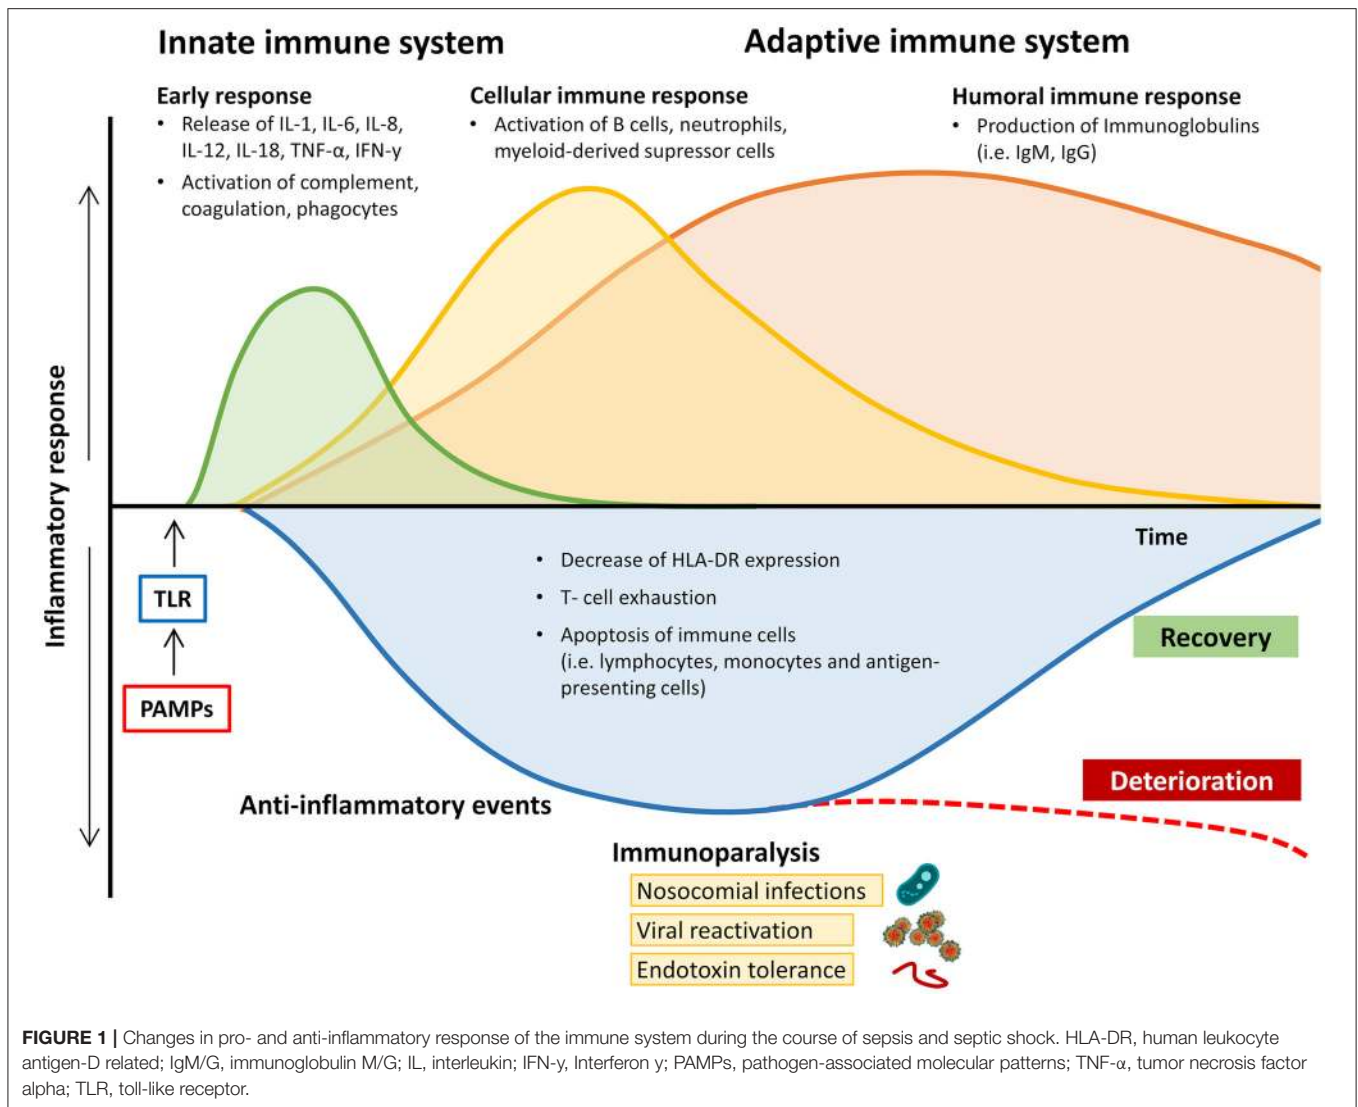 Innate immune system
Adaptive immune system
Early response
• Release of IL-1, IL-6, IL-8,
IL-12, IL-18, TNF-α, IFN-y
• Activation of complement,
coagulation, phagocytes
Cellular immune response
• Activation of B cells, neutrophils,
myeloid-derived supressor cells
Humoral immune response
• Production of Immunoglobulins
(i.e. IgM, IgG)
Inflammatory response
Time
TLR
PAMPs
• Decrease of HLA-DR expression
• T- cell exhaustion
• Apoptosis of immune cells
(i.e. lymphocytes, monocytes and antigen-
presenting cells)
Recovery
Deterioration
Anti-inflammatory events
Immunoparalysis
Nosocomial infections
Viral reactivation
Endotoxin tolerance
FIGURE 1 | Changes in pro- and anti-inflammatory response of the immune system during the course of sepsis and septic shock. HLA-DR, human leukocyte
antigen-D related; IgM/G, immunoglobulin M/G; IL, interleukin; IFN-y, Interferon y; PAMPs, pathogen-associated molecular patterns; TNF-α, tumor necrosis factor
alpha; TLR, toll-like receptor.